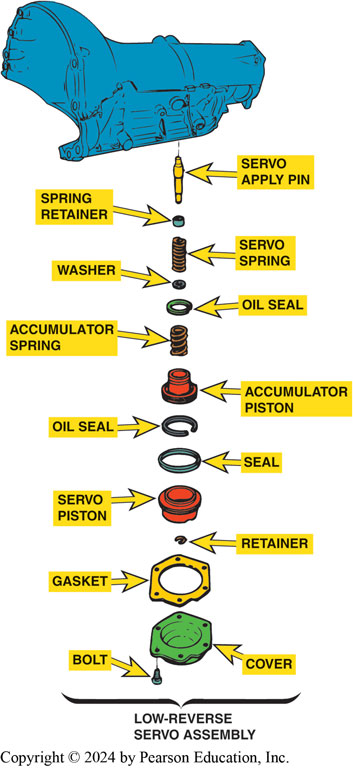 SERVO
APPLY PIN
SPRING
RETAINER
SERVO
SPRING
WASHER
OIL SEAL
ACCUMULATOR
SPRING
ACCUMULATOR
PISTON
OIL SEAL
SEAL
SERVO
PISTON
RETAINER
GASKET
BOLT
COVER
LOW-REVERSE
SERVO ASSEMBLY
Copyright © 2024 by Pearson Education, Inc.